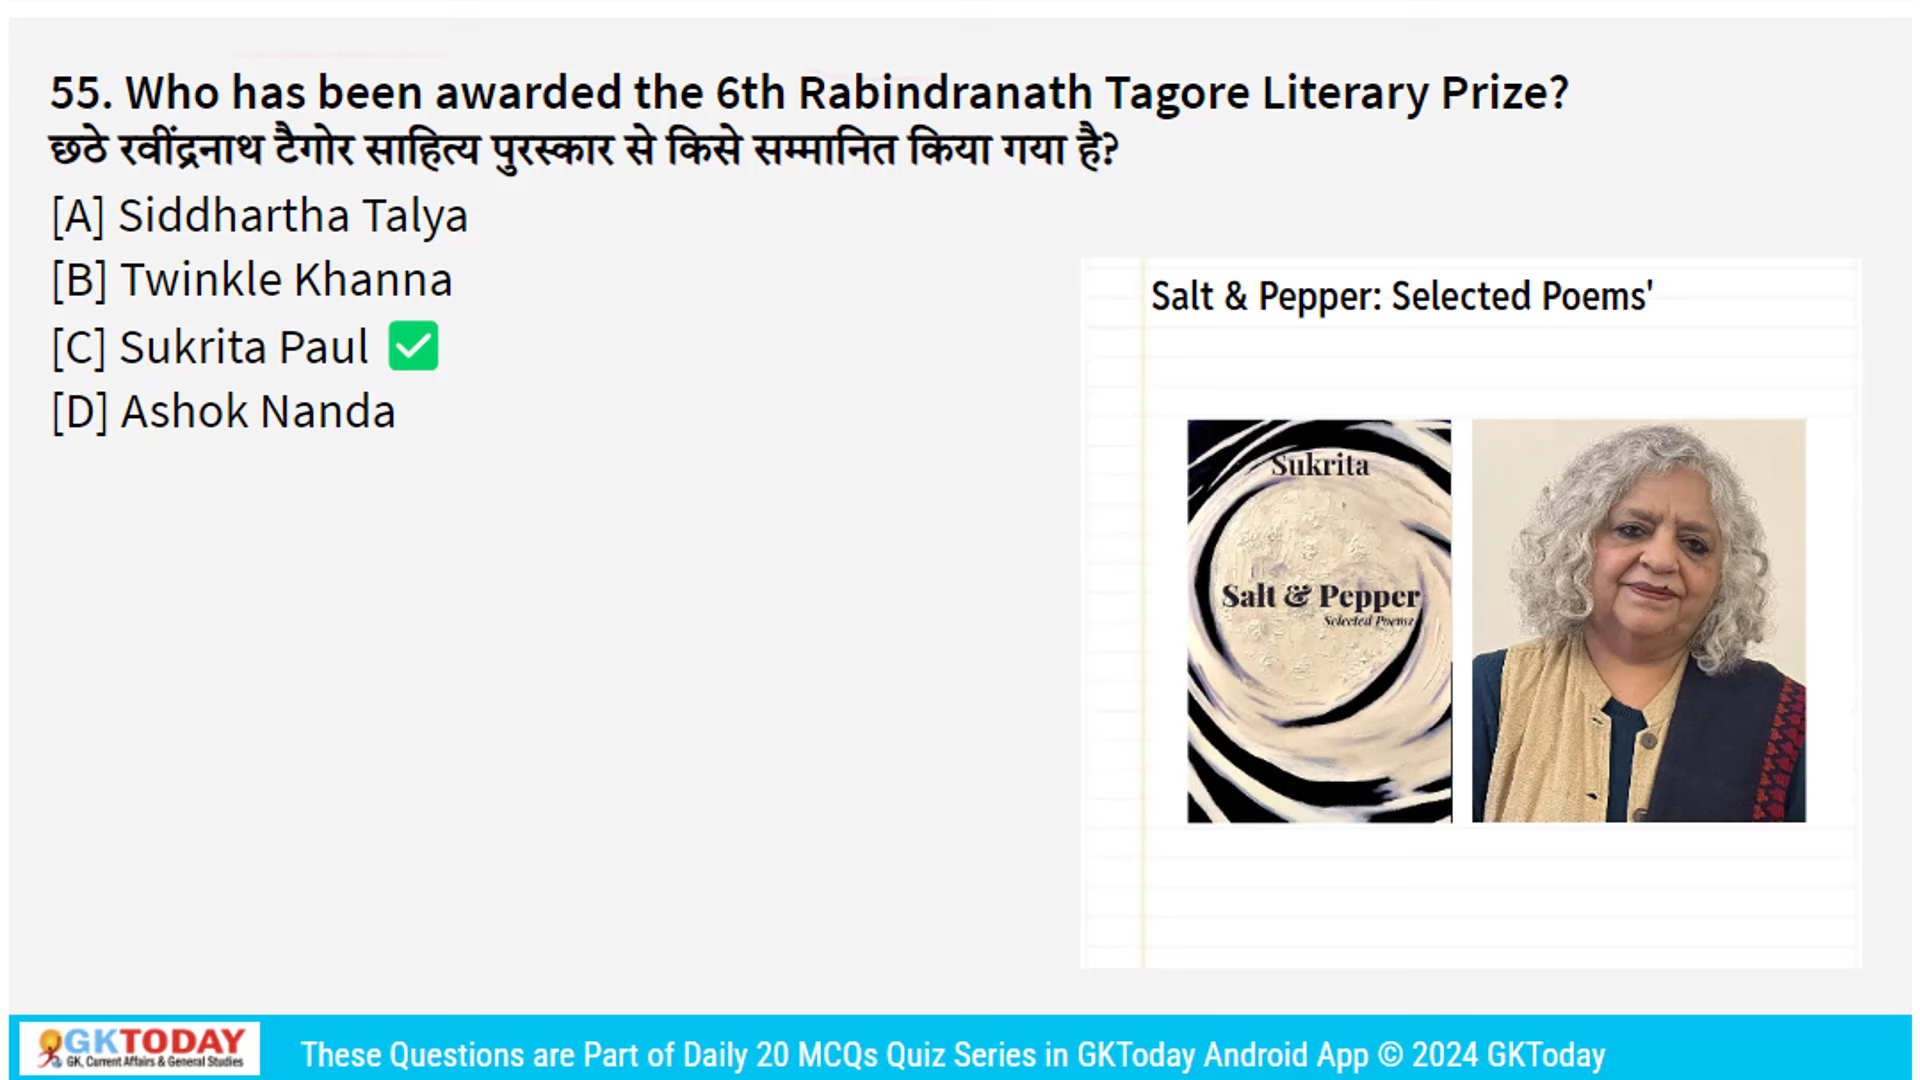 55. Who has been awarded the 6th Rabindranath Tagore Literary Prize?
छठे रवींद्रनाथ टैगोर साहित्य पुरस्कार से किसे सम्मानित किया गया है?
[A] Siddhartha Talya
[B] Twinkle Khanna
[C] Sukrita Paul
[D] Ashok Nanda
Salt & Pepper: Selected Poems'
Sukrita
Salt & Pepper
Selected Poems
GKTODAY
GK, Current Affairs & General Studies
These Questions are Part of Daily 20 MCQs Quiz Series in GKToday Android App © 2024 GKToday